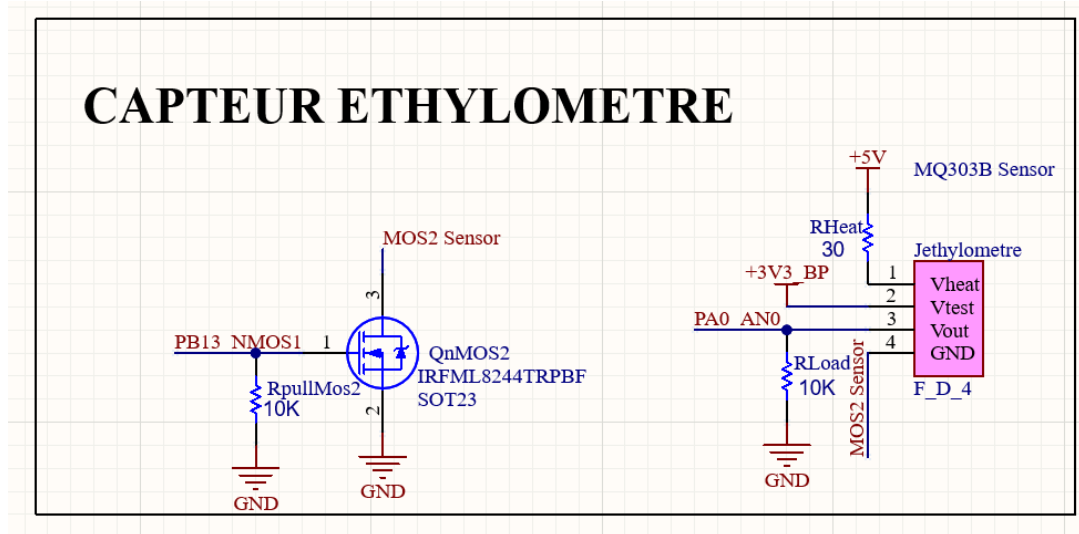 CAPTEUR ETHYLOMETRE
MOS2 Sensor
3
PB13_NMOS1
1
QnMOS2
IRFML8244TRPBF
SOT23
RpullMos2
10K
2
GND
GND
+5V
MQ303B Sensor
RHeat
30
Jethylometre
+3V3_BP
1
Vheat
2
Vtest
PA0_AN0
3
Vout
4
GND
RLoad
10K
MOS2 Sensor
F_D_4
GND